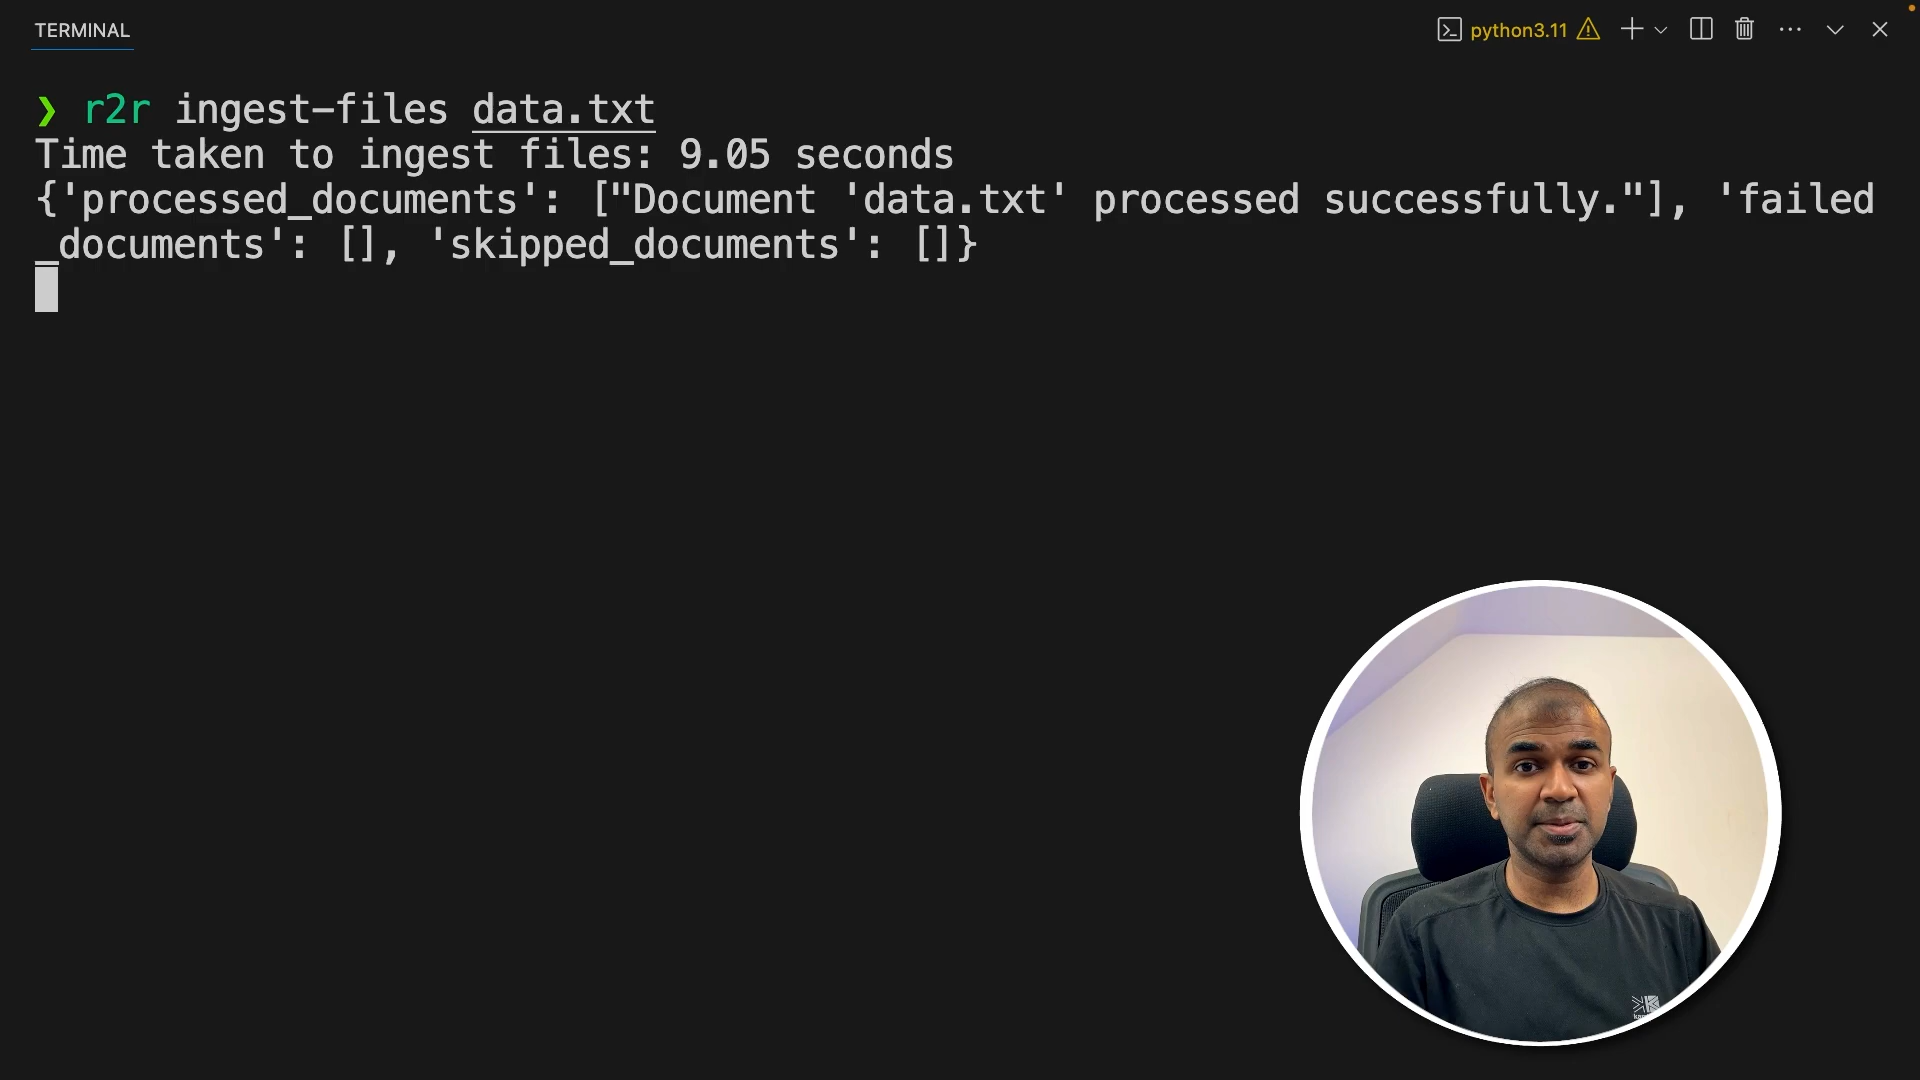 TERMINAL
python3.11
❯ r2r ingest-files data.txt
Time taken to ingest files: 9.05 seconds
{'processed_documents': ["Document 'data.txt' processed successfully."], 'failed
_documents': [], 'skipped_documents': []}